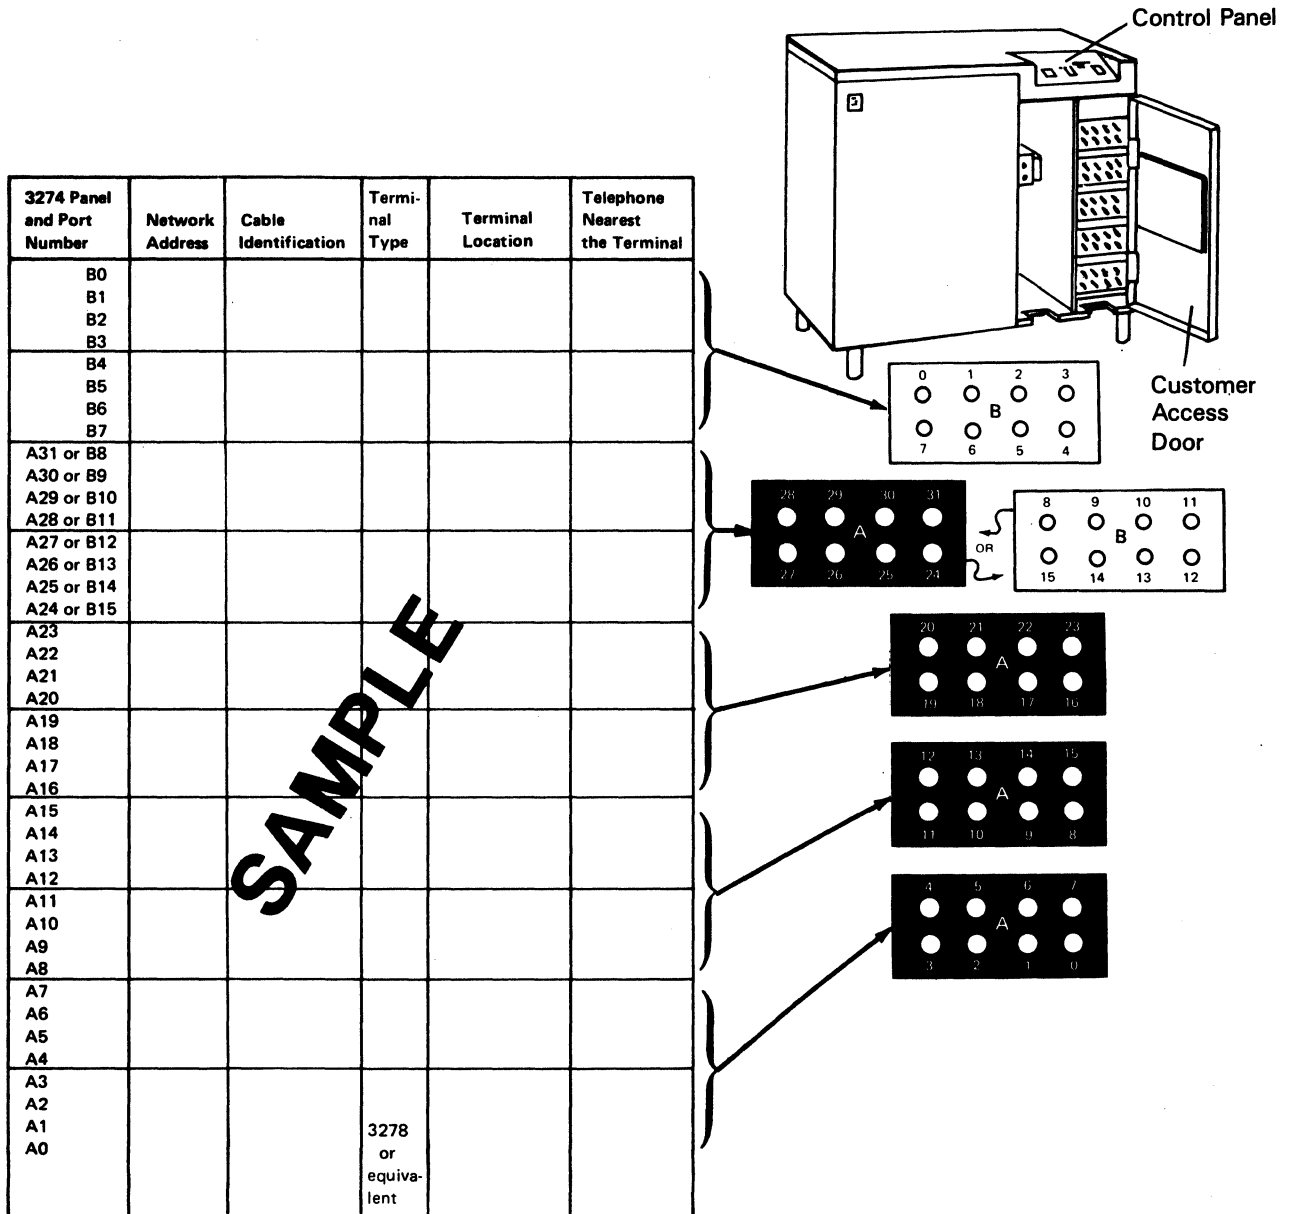 Control Panel
3274 Panel
and Port
Number
Network
Address
Cable
Identification
Termi-
nal
Type
Terminal
Location
Telephone
Nearest
the Terminal
B0
B1
B2
B3
B4
B5
B6
B7
A31 or B8
A30 or B9
A29 or B10
A28 or B11
A27 or B12
A26 or B13
A25 or B14
A24 or B15
A23
A22
A21
A20
A19
A18
A17
A16
A15
A14
A13
A12
A11
A10
A9
A8
A7
A6
A5
A4
A3
A2
A1
A0
3278
or
equiva-
lent
SAMPLE
Customer
Access
Door
0 1 2 3
B
7 6 5 4
28 29 30 31
A
27 26 25 24
OR
8 9 10 11
B
15 14 13 12
20 21 22 23
A
19 18 17 16
12 13 14 15
A
11 10 9 8
4 5 6 7
A
3 2 1 0